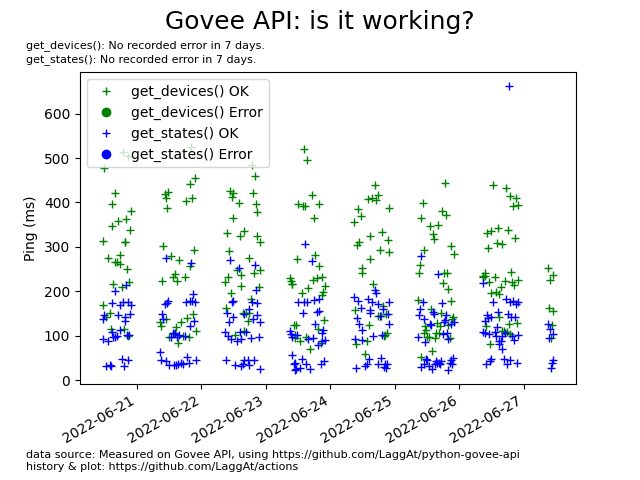 Govee API: is it working?
get_devices(): No recorded error in 7 days.
get_states(): No recorded error in 7 days.
get_devices() OK
get_devices() Error
get_states() OK
get_states() Error
Ping (ms)
600
500
400
300
200
100
0
2022-06-21
2022-06-22
2022-06-23
2022-06-24
2022-06-25
2022-06-26
2022-06-27
data source: Measured on Govee API, using https://github.com/LaggAt/python-govee-api
history & plot: https://github.com/LaggAt/actions